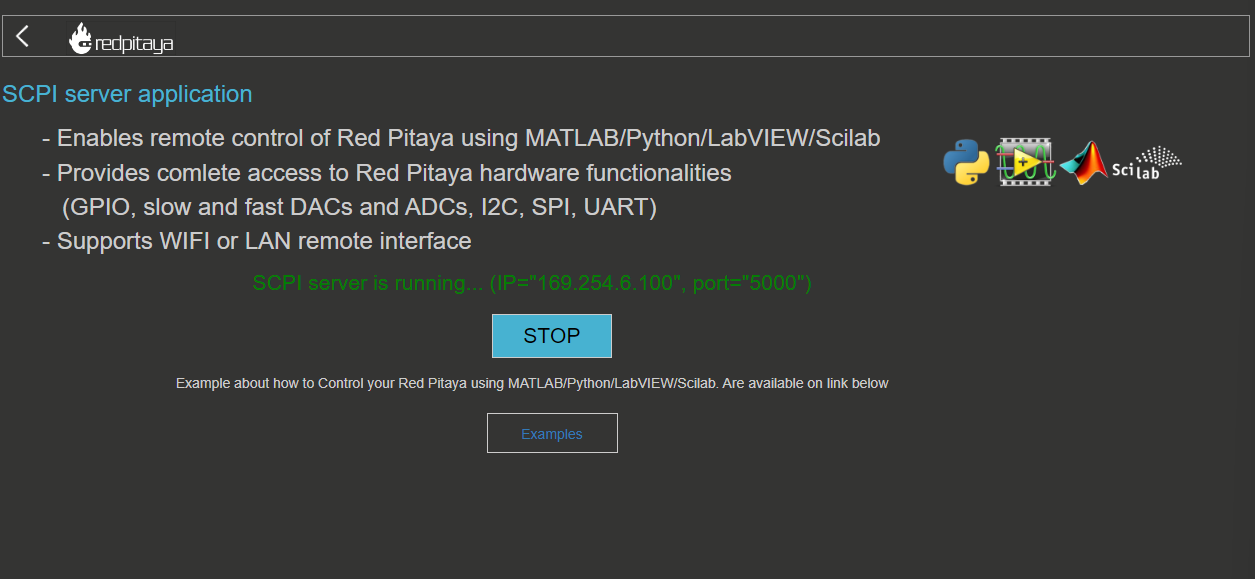 redpitaya
SCPI server application
- Enables remote control of Red Pitaya using MATLAB/Python/LabVIEW/Scilab
- Provides comlete access to Red Pitaya hardware functionalities
(GPIO, slow and fast DACs and ADCs, I2C, SPI, UART)
- Supports WIFI or LAN remote interface
Scilab
SCPI server is running... (IP="169.254.6.100", port="5000")
STOP
Example about how to Control your Red Pitaya using MATLAB/Python/LabVIEW/Scilab. Are available on link below
Examples